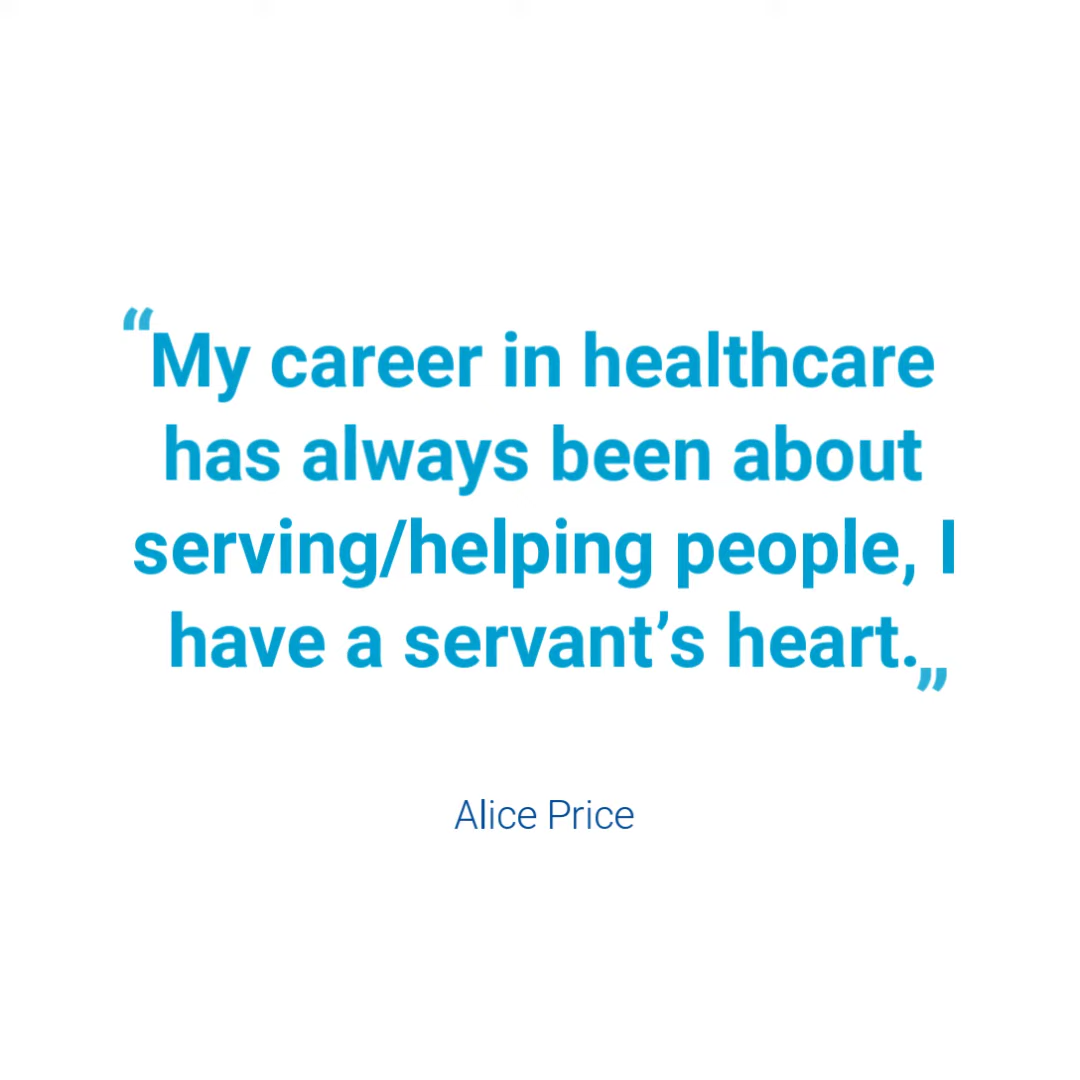 “My career in healthcare
has always been about
serving/helping people, I
have a servant’s heart.”
Alice Price